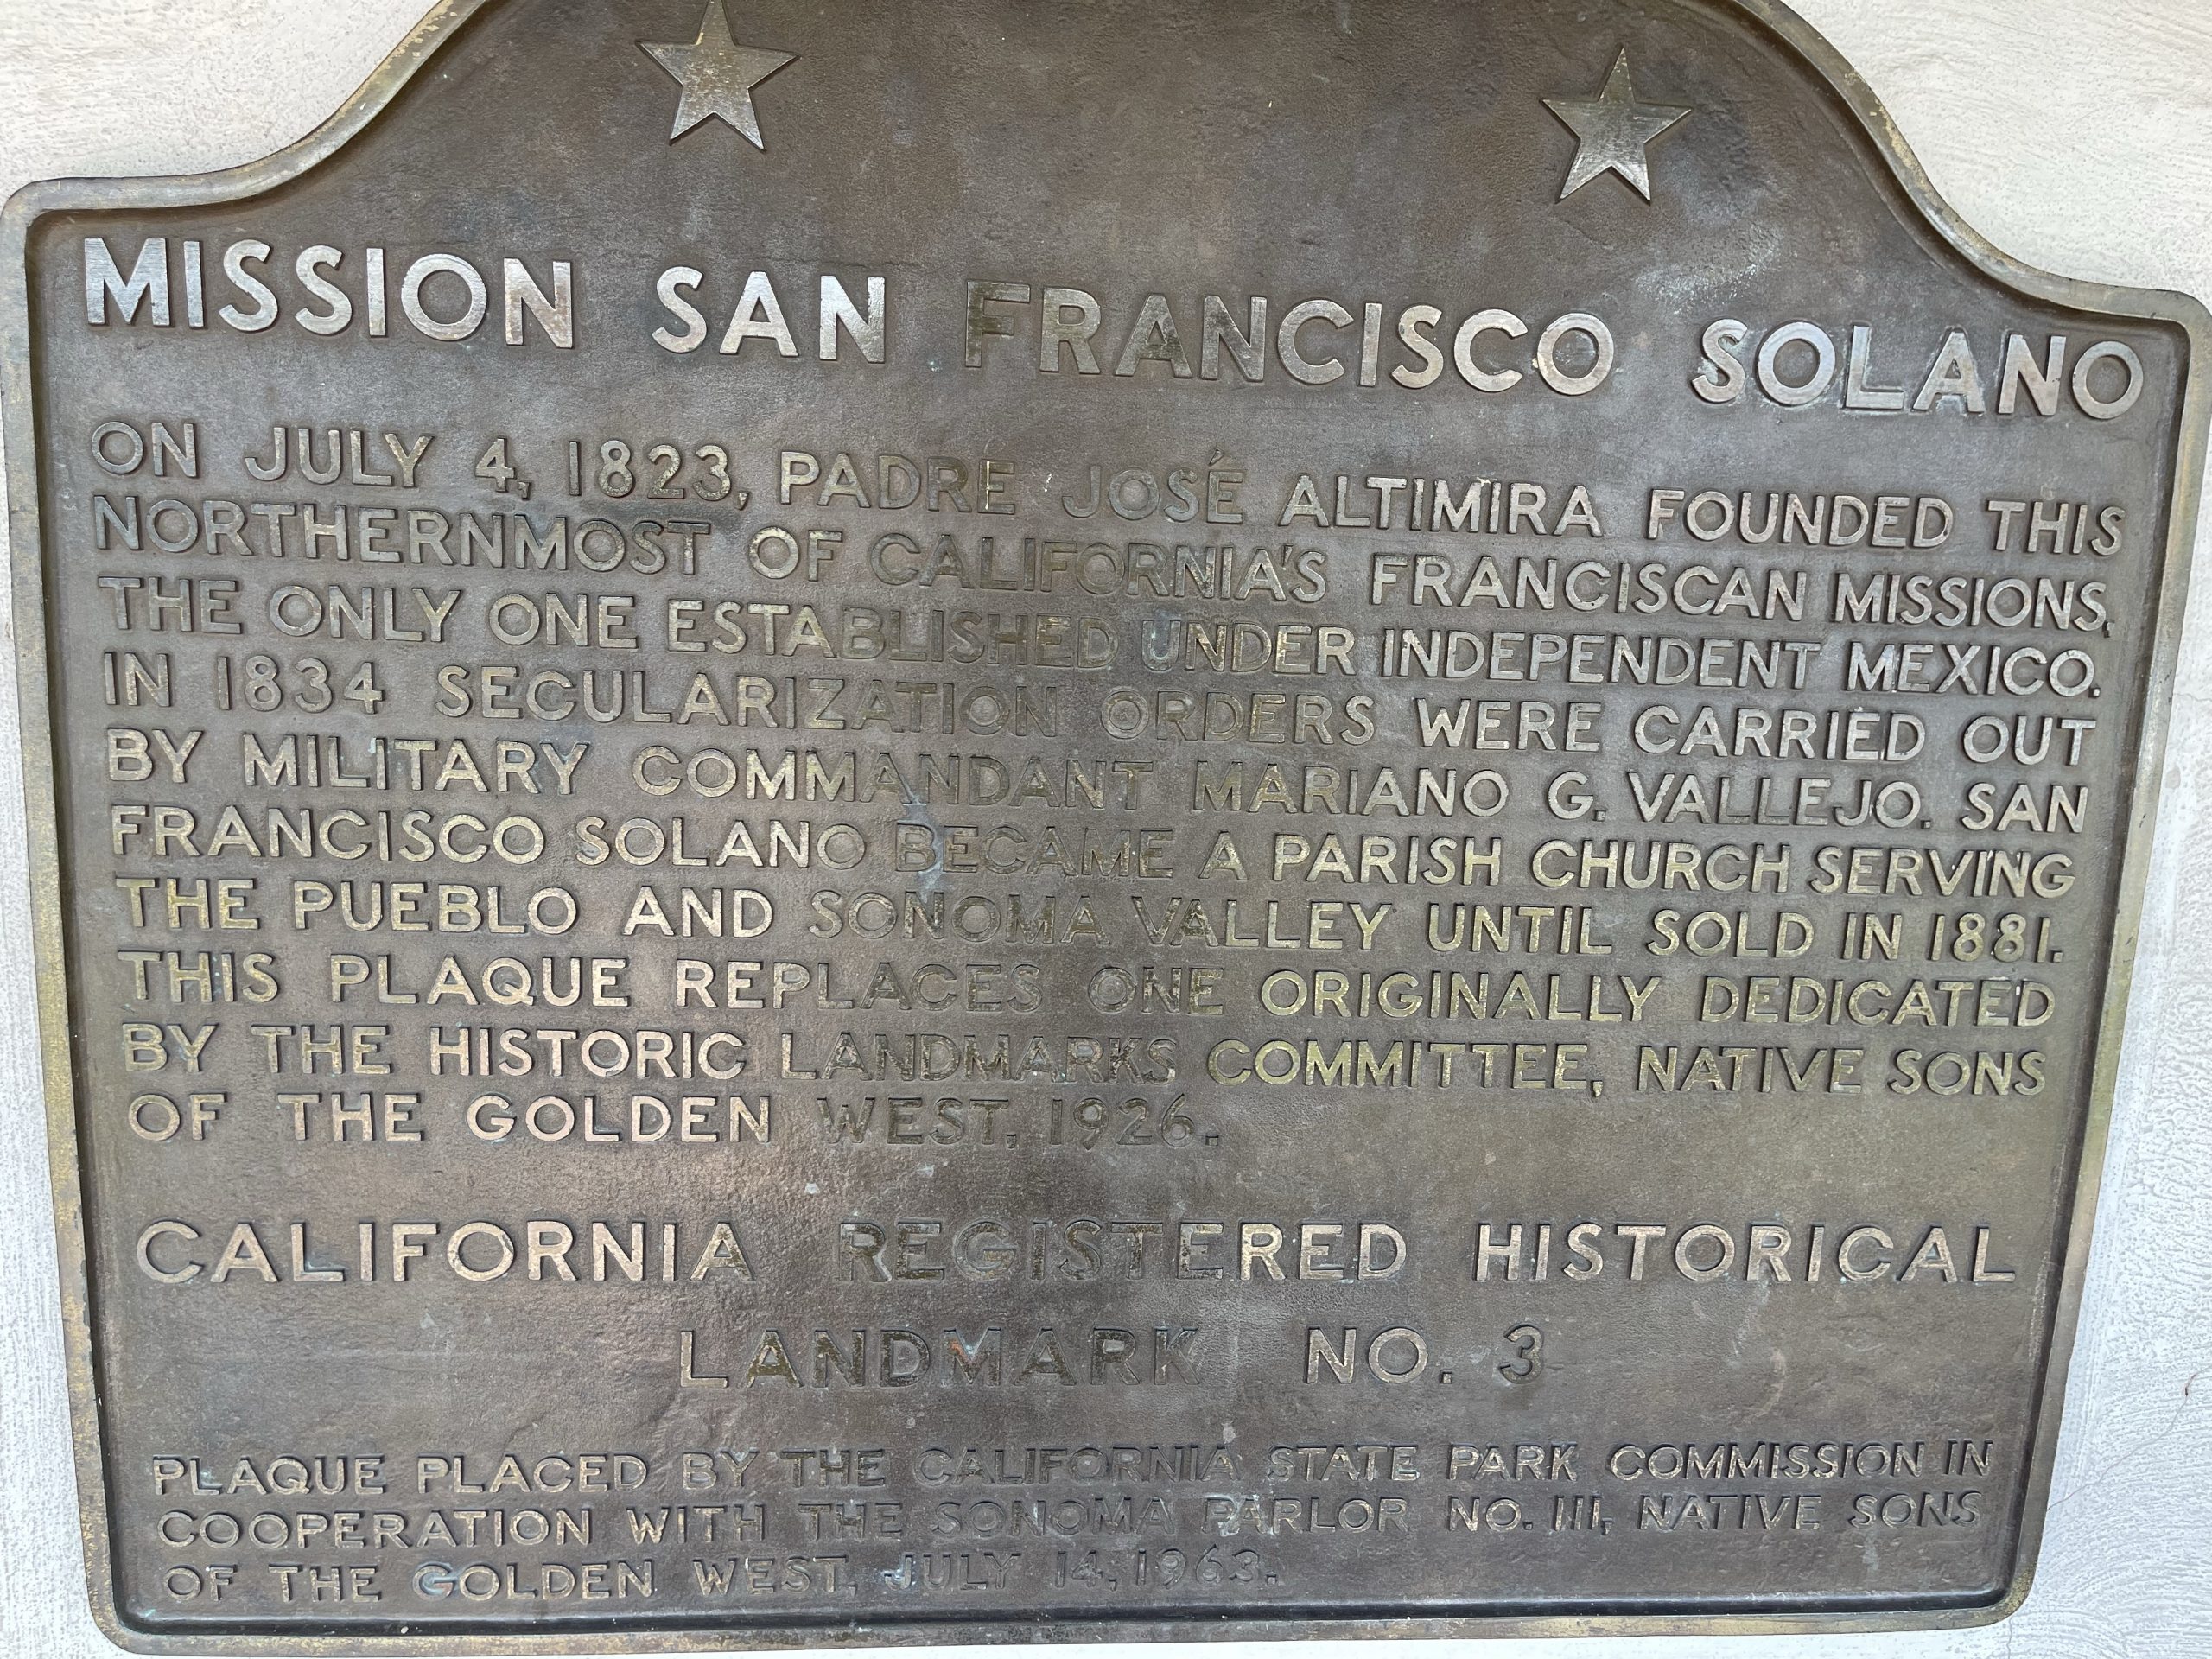 MISSION SAN FRANCISCO SOLANO
ON JULY 4, 1823, PADRE JOSÉ ALTIMIRA FOUNDED THIS
NORTHERNMOST OF CALIFORNIA'S FRANCISCAN MISSIONS,
THE ONLY ONE ESTABLISHED UNDER INDEPENDENT MEXICO.
IN 1834 SECULARIZATION ORDERS WERE CARRIED OUT
BY MILITARY COMMANDANT MARIANO G. VALLEJO. SAN
FRANCISCO SOLANO BECAME A PARISH CHURCH SERVING
THE PUEBLO AND SONOMA VALLEY UNTIL SOLD IN 1881.
THIS PLAQUE REPLACES ONE ORIGINALLY DEDICATED
BY THE HISTORIC LANDMARKS COMMITTEE, NATIVE SONS
OF THE GOLDEN WEST, 1926.
CALIFORNIA REGISTERED HISTORICAL
LANDMARK NO. 3
PLAQUE PLACED BY THE CALIFORNIA STATE PARK COMMISSION IN
COOPERATION WITH THE SONOMA PARLOR NO. 111, NATIVE SONS
OF THE GOLDEN WEST, JULY 14, 1963.